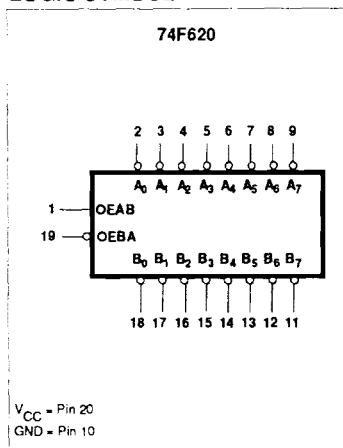 74F620
2 3 4 5 6 7 8 9
A0 A1 A2 A3 A4 A5 A6 A7
1 OEAB
19 OEBA
B0 B1 B2 B3 B4 B5 B6 B7
18 17 16 15 14 13 12 11
VCC = Pin 20
GND = Pin 10